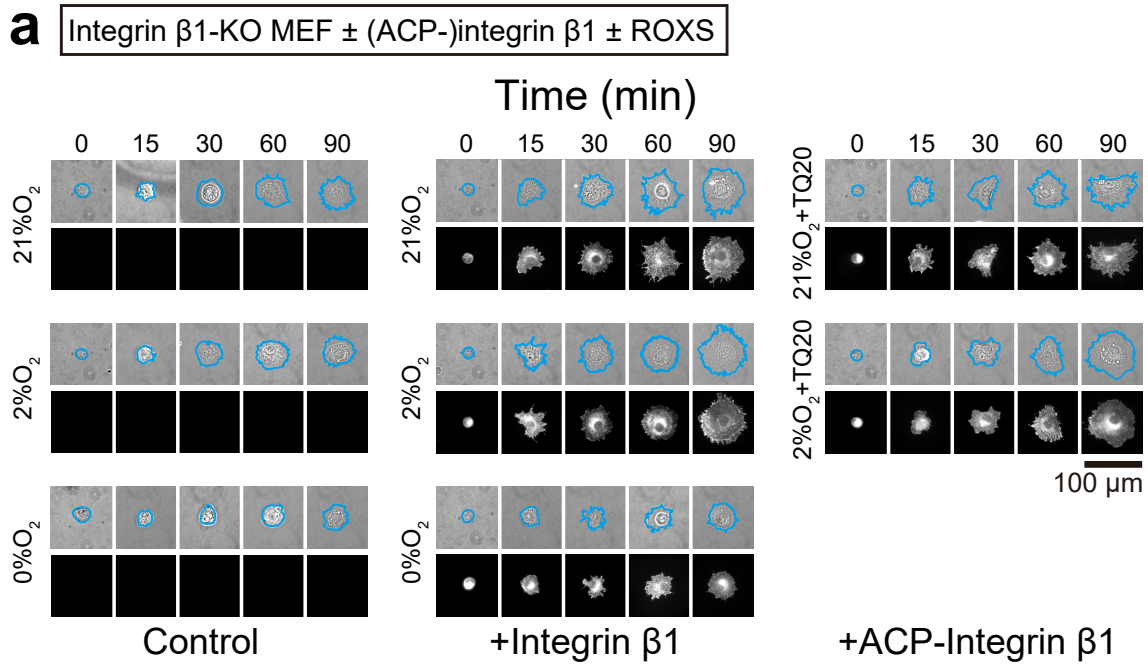 a
Integrin β1-KO MEF ± (ACP-)integrin β1 ± ROXS
Time (min)
0 15 30 60 90
0 15 30 60 90
0 15 30 60 90
21%O₂
21%O₂
21%O₂+TQ20
2%O₂
2%O₂
2%O₂+TQ20
100 μm
0%O₂
0%O₂
Control
+Integrin β1
+ACP-Integrin β1